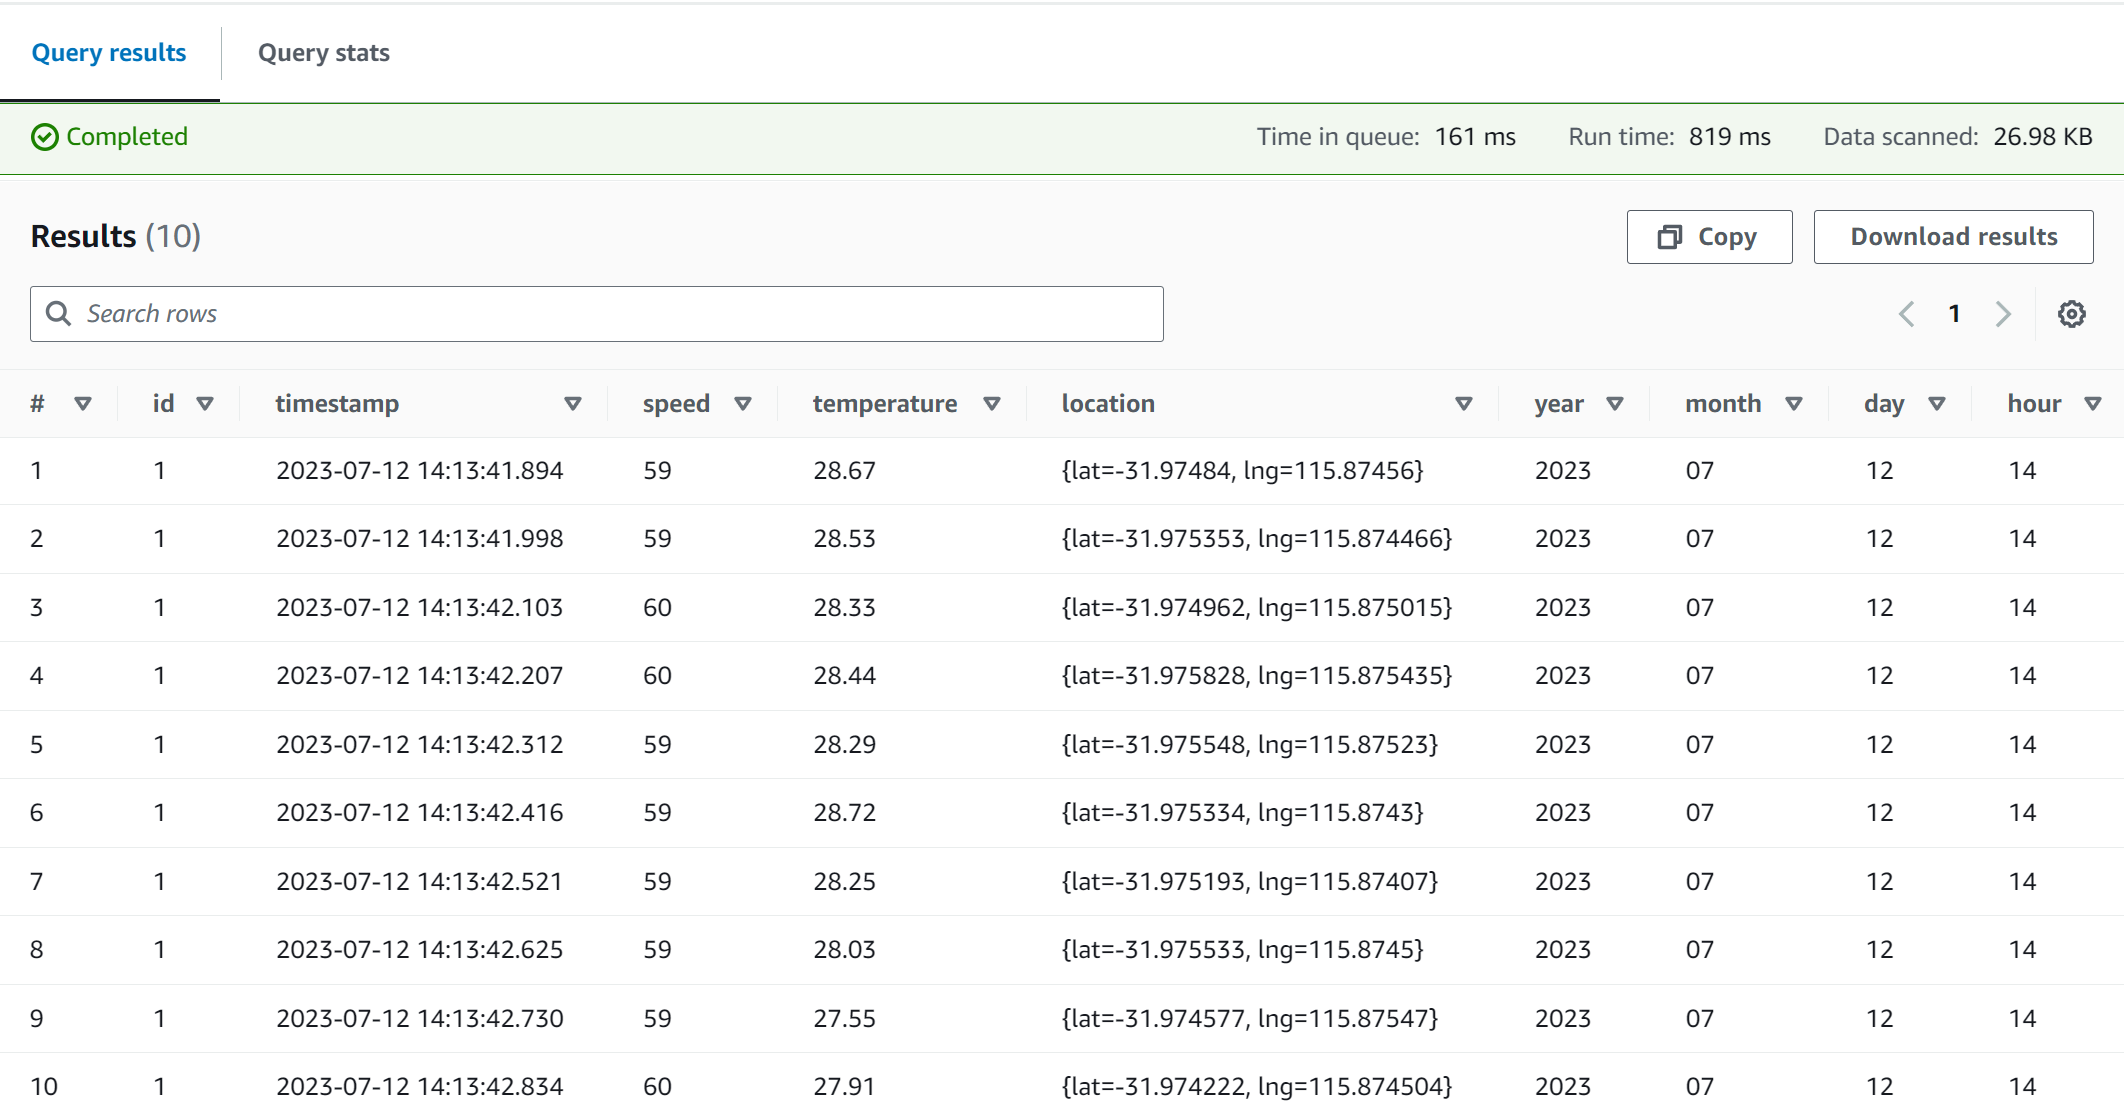 Query results Query stats
Completed Time in queue: 161 ms Run time: 819 ms Data scanned: 26.98 KB
Results (10) Copy Download results
Search rows 1
# id timestamp speed temperature location year month day hour
1 1 2023-07-12 14:13:41.894 59 28.67 {lat=-31.97484, lng=115.87456} 2023 07 12 14
2 1 2023-07-12 14:13:41.998 59 28.53 {lat=-31.975353, lng=115.874466} 2023 07 12 14
3 1 2023-07-12 14:13:42.103 60 28.33 {lat=-31.974962, lng=115.875015} 2023 07 12 14
4 1 2023-07-12 14:13:42.207 60 28.44 {lat=-31.975828, lng=115.875435} 2023 07 12 14
5 1 2023-07-12 14:13:42.312 59 28.29 {lat=-31.975548, lng=115.87523} 2023 07 12 14
6 1 2023-07-12 14:13:42.416 59 28.72 {lat=-31.975334, lng=115.8743} 2023 07 12 14
7 1 2023-07-12 14:13:42.521 59 28.25 {lat=-31.975193, lng=115.87407} 2023 07 12 14
8 1 2023-07-12 14:13:42.625 59 28.03 {lat=-31.975533, lng=115.8745} 2023 07 12 14
9 1 2023-07-12 14:13:42.730 59 27.55 {lat=-31.974577, lng=115.87547} 2023 07 12 14
10 1 2023-07-12 14:13:42.834 60 27.91 {lat=-31.974222, lng=115.874504} 2023 07 12 14